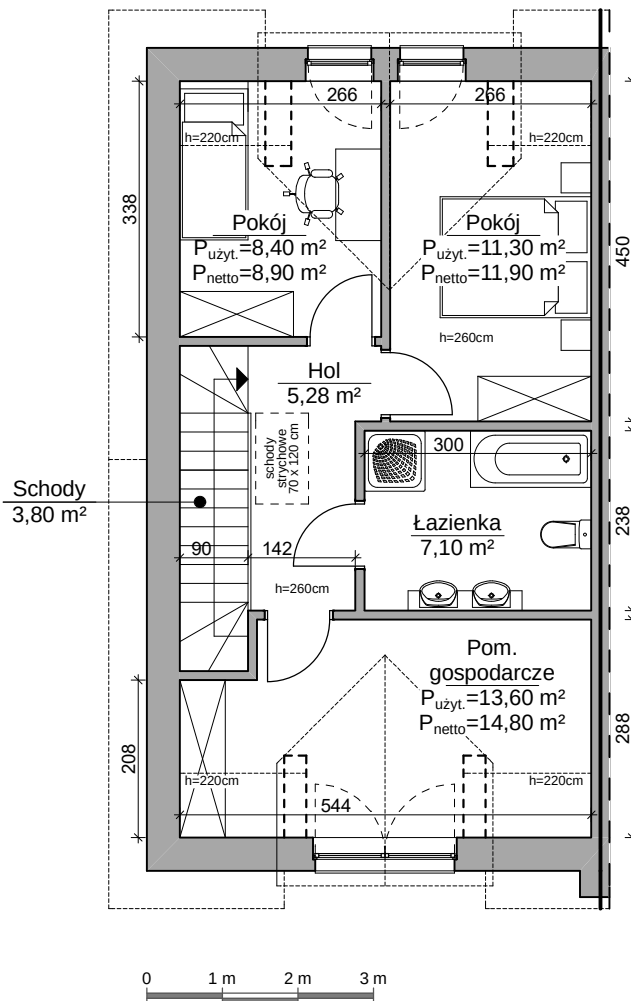 266
266
h=220cm
h=220cm
338
450
Pokój
Pużyt.=8,40 m²
Pnetto=8,90 m²
Pokój
Pużyt.=11,30 m²
Pnetto=11,90 m²
h=260cm
Hol
5,28 m²
schody
strychowe
70 x 120 cm
300
Schody
3,80 m²
Łazienka
7,10 m²
238
90
142
h=260cm
Pom.
gospodarcze
Pużyt.=13,60 m²
Pnetto=14,80 m²
208
288
h=220cm
h=220cm
544
0 1 m 2 m 3 m